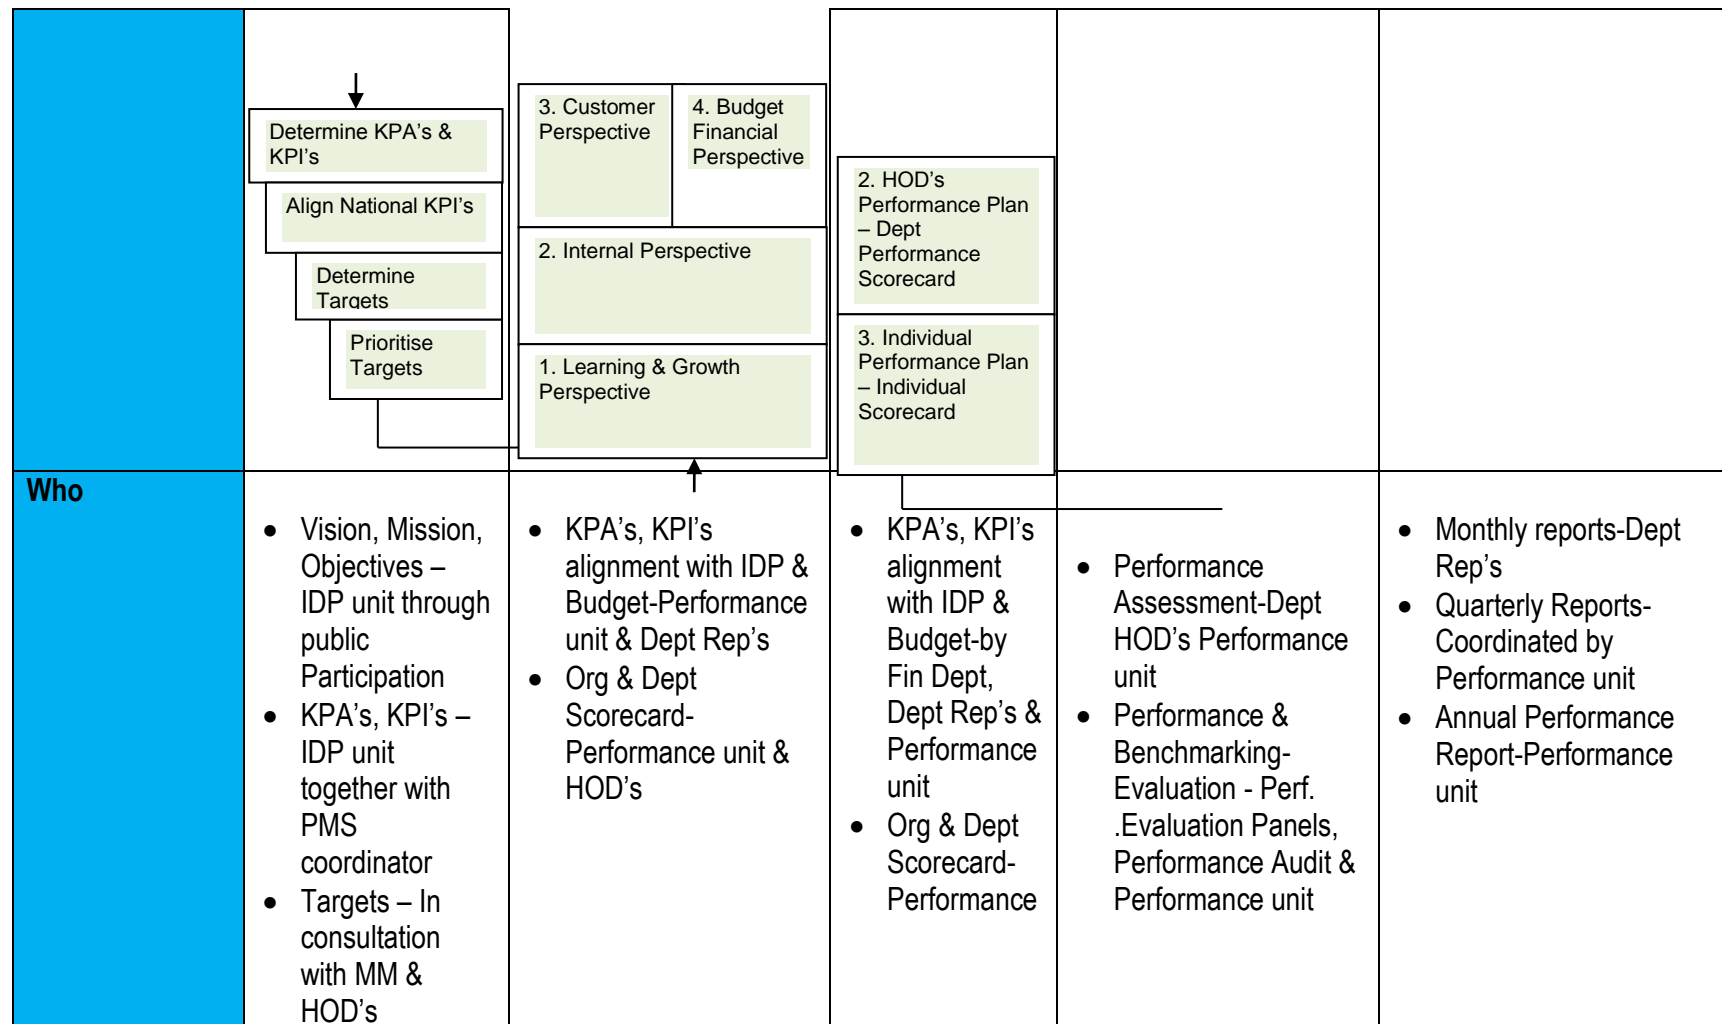 Determine KPA's &
KPI's
Align National KPI's
Determine
Targets
Prioritise
Targets
3. Customer
Perspective
4. Budget
Financial
Perspective
2. Internal Perspective
1. Learning & Growth
Perspective
2. HOD's
Performance Plan
– Dept
Performance
Scorecard
3. Individual
Performance Plan
– Individual
Scorecard
Who
• Vision, Mission,
Objectives –
IDP unit through
public
Participation
• KPA's, KPI's –
IDP unit
together with
PMS
coordinator
• Targets – In
consultation
with MM &
HOD's
• KPA's, KPI's
alignment with IDP &
Budget-Performance
unit & Dept Rep's
• Org & Dept
Scorecard-
Performance unit &
HOD's
• KPA's, KPI's
alignment
with IDP &
Budget-by
Fin Dept,
Dept Rep's &
Performance
unit
• Org & Dept
Scorecard-
Performance
• Performance
Assessment-Dept
HOD's Performance
unit
• Performance &
Benchmarking-
Evaluation - Perf.
.Evaluation Panels,
Performance Audit &
Performance unit
• Monthly reports-Dept
Rep's
• Quarterly Reports-
Coordinated by
Performance unit
• Annual Performance
Report-Performance
unit